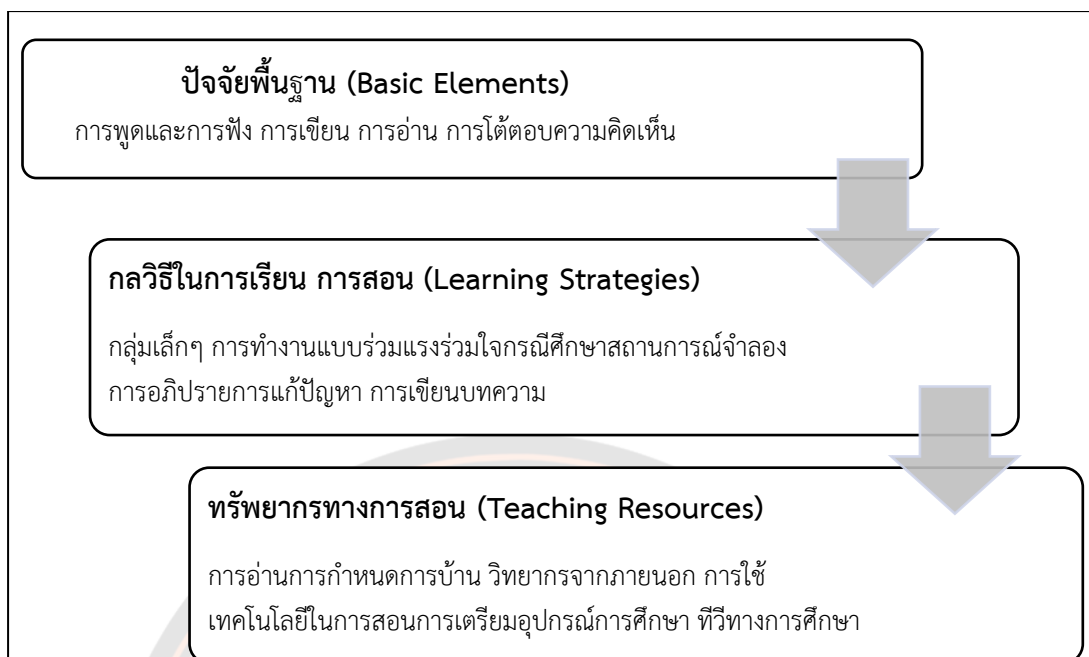 ปัจจัยพื้นฐาน (Basic Elements)
การพูดและการฟัง การเขียน การอ่าน การโต้ตอบความคิดเห็น
กลวิธีในการเรียน การสอน (Learning Strategies)
กลุ่มเล็กๆ การทำงานแบบร่วมแรงร่วมใจกรณีศึกษาสถานการณ์จำลอง
การอภิปรายการแก้ปัญหา การเขียนบทความ
ทรัพยากรทางการสอน (Teaching Resources)
การอ่านการกำหนดการบ้าน วิทยากรจากภายนอก การใช้
เทคโนโลยีในการสอนการเตรียมอุปกรณ์การศึกษา ทีวีทางการศึกษา